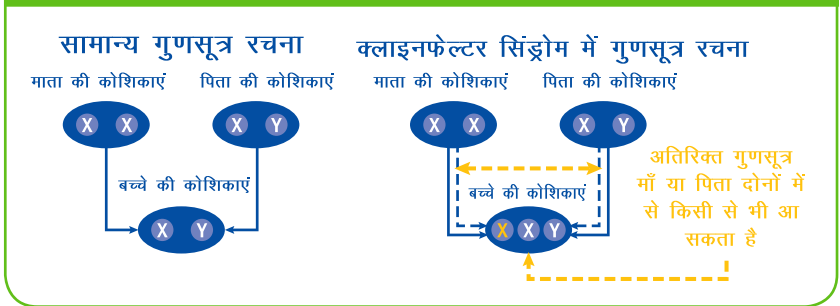 सामान्य गुणसूत्र रचना
माता की कोशिकाएं
पिता की कोशिकाएं
X X
X Y
बच्चे की कोशिकाएं
X Y
क्लाइनफेल्टर सिंड्रोम में गुणसूत्र रचना
माता की कोशिकाएं
पिता की कोशिकाएं
X X
X Y
बच्चे की कोशिकाएं
X X Y
अतिरिक्त गुणसूत्र
माँ या पिता दोनों में
से किसी से भी आ
सकता है